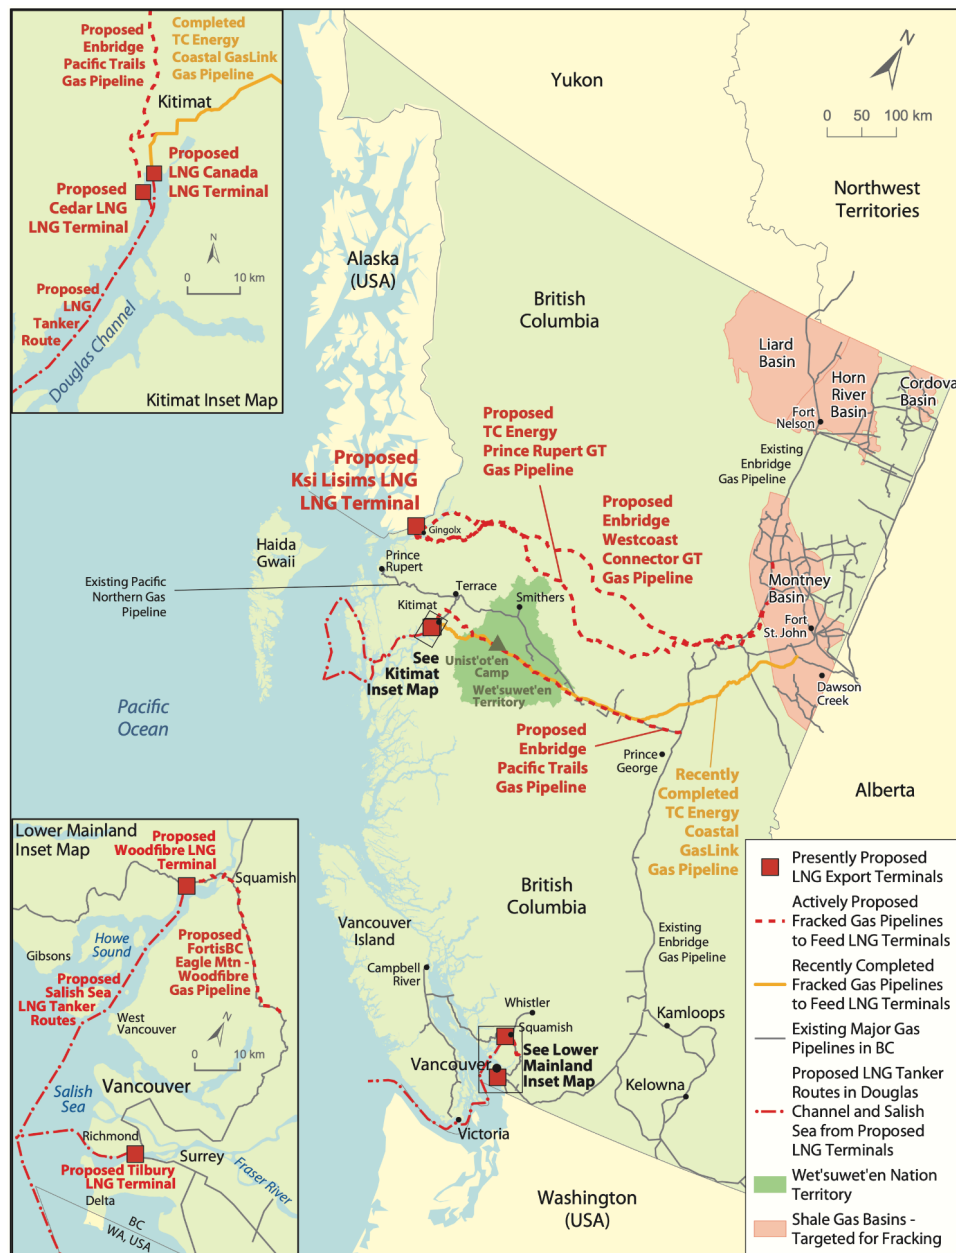 Proposed
Enbridge
Pacific Trails
Gas Pipeline
Completed
TC Energy
Coastal GasLink
Gas Pipeline
Kitimat
Proposed
LNG Canada
LNG Terminal
Proposed
Cedar LNG
LNG Terminal
N
0 10 km
Proposed
LNG
Tanker
Route
Douglas Channel
Kitimat Inset Map
Yukon
N
0 50 100 km
Northwest
Territories
Alaska
(USA)
British
Columbia
Liard
Basin
Horn
River
Basin
Cordova
Basin
Fort
Nelson
Existing
Enbridge
Gas Pipeline
Proposed
TC Energy
Prince Rupert GT
Gas Pipeline
Proposed
Ksi Lisims LNG
LNG Terminal
Proposed
Enbridge
Westcoast
Connector GT
Gas Pipeline
Gingolx
Haida
Gwaii
Prince
Rupert
Existing Pacific
Northern Gas
Pipeline
Terrace
Smithers
Kitimat
Montney
Basin
Fort
St. John
See
Kitimat
Inset Map
Unist'ot'en
Camp
Wet'suwet'en
Territory
Dawson
Creek
Pacific
Ocean
Proposed
Enbridge
Pacific Trails
Gas Pipeline
Prince
George
Recently
Completed
TC Energy
Coastal
GasLink
Gas Pipeline
Alberta
Lower Mainland
Inset Map
Proposed
Woodfibre LNG
Terminal
Squamish
Howe
Sound
Gibsons
Proposed
FortisBC
Eagle Mtn -
Woodfibre
Gas Pipeline
Proposed
Salish Sea
LNG Tanker
Routes
West
Vancouver
N
0 10 km
Vancouver
Salish
Sea
Richmond
Surrey
Proposed Tilbury
LNG Terminal
Fraser River
Delta
BC
WA, USA
British
Columbia
Vancouver
Island
Campbell
River
Existing
Enbridge
Gas Pipeline
Whistler
Squamish
Kamloops
See Lower
Mainland
Inset Map
Vancouver
Kelowna
Victoria
Washington
(USA)
Presently Proposed
LNG Export Terminals
Actively Proposed
Fracked Gas Pipelines
to Feed LNG Terminals
Recently Completed
Fracked Gas Pipelines
to Feed LNG Terminals
Existing Major Gas
Pipelines in BC
Proposed LNG Tanker
Routes in Douglas
Channel and Salish
Sea from Proposed
LNG Terminals
Wet'suwet'en Nation
Territory
Shale Gas Basins -
Targeted for Fracking